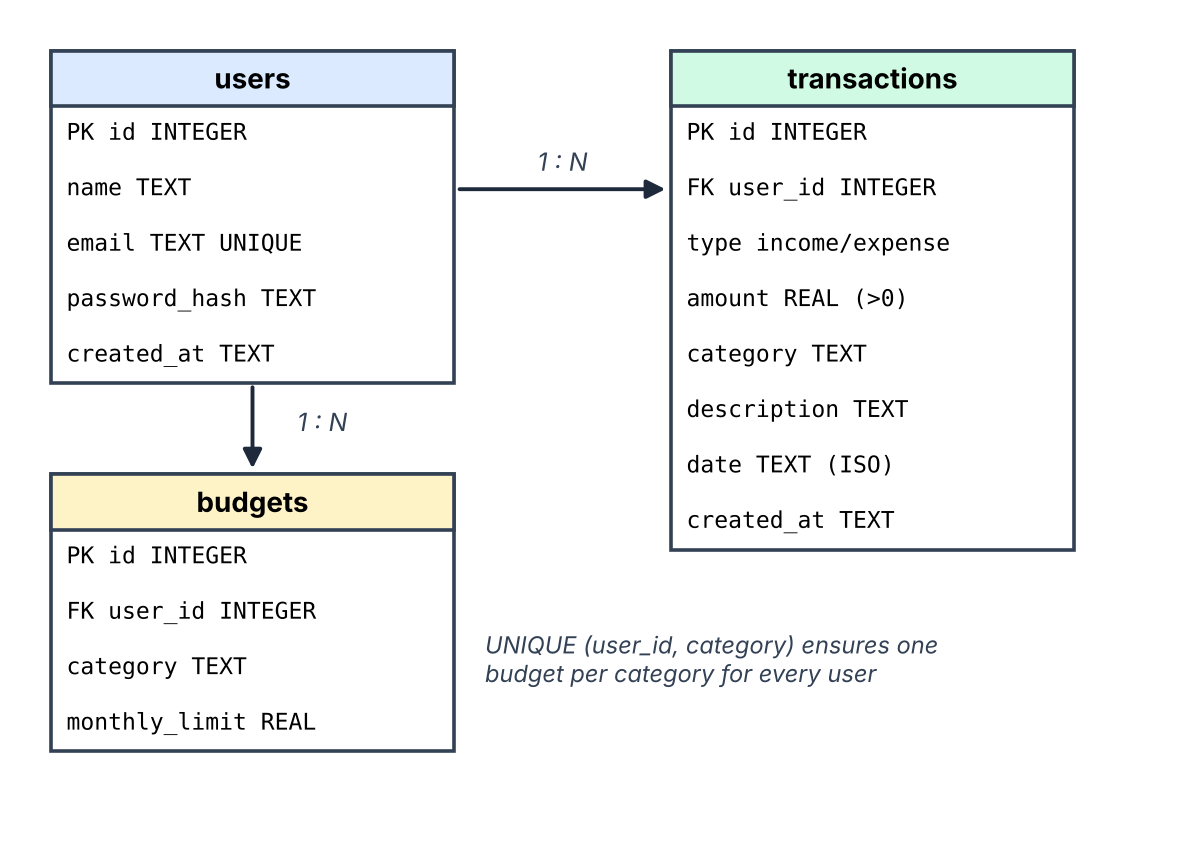 users
PK id INTEGER
name TEXT
email TEXT UNIQUE
password_hash TEXT
created_at TEXT
1 : N
transactions
PK id INTEGER
FK user_id INTEGER
type income/expense
amount REAL (>0)
category TEXT
description TEXT
date TEXT (ISO)
created_at TEXT
1 : N
budgets
PK id INTEGER
FK user_id INTEGER
category TEXT
monthly_limit REAL
UNIQUE (user_id, category) ensures one
budget per category for every user